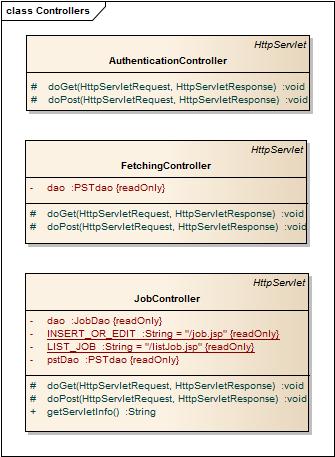 class Controllers
HttpServlet
AuthenticationController
# doGet(HttpServletRequest, HttpServletResponse) :void
# doPost(HttpServletRequest, HttpServletResponse) :void
HttpServlet
FetchingController
- dao :PSTdao {readOnly}
# doGet(HttpServletRequest, HttpServletResponse) :void
# doPost(HttpServletRequest, HttpServletResponse) :void
HttpServlet
JobController
- dao :JobDao {readOnly}
- INSERT_OR_EDIT :String = "/job.jsp" {readOnly}
- LIST_JOB :String = "/listJob.jsp" {readOnly}
- pstDao :PSTdao {readOnly}
# doGet(HttpServletRequest, HttpServletResponse) :void
# doPost(HttpServletRequest, HttpServletResponse) :void
+ getServletInfo() :String